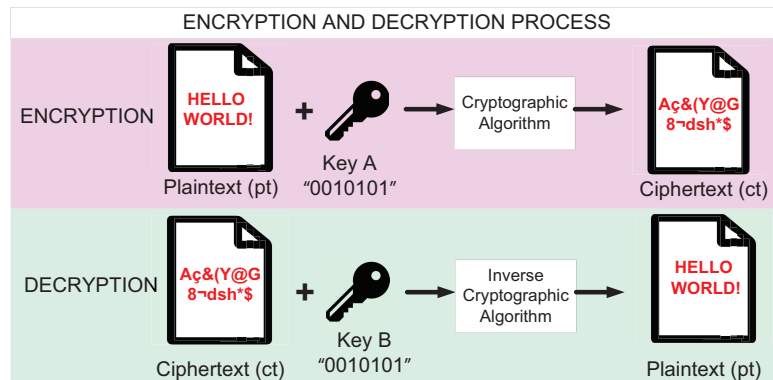 ENCRYPTION AND DECRYPTION PROCESS
ENCRYPTION
HELLO
WORLD!
Plaintext (pt)
+
Key A
"0010101"
Cryptographic
Algorithm
Aç&(Y@G
8¬dsh*$
Ciphertext (ct)
DECRYPTION
Aç&(Y@G
8¬dsh*$
Ciphertext (ct)
+
Key B
"0010101"
Inverse
Cryptographic
Algorithm
HELLO
WORLD!
Plaintext (pt)